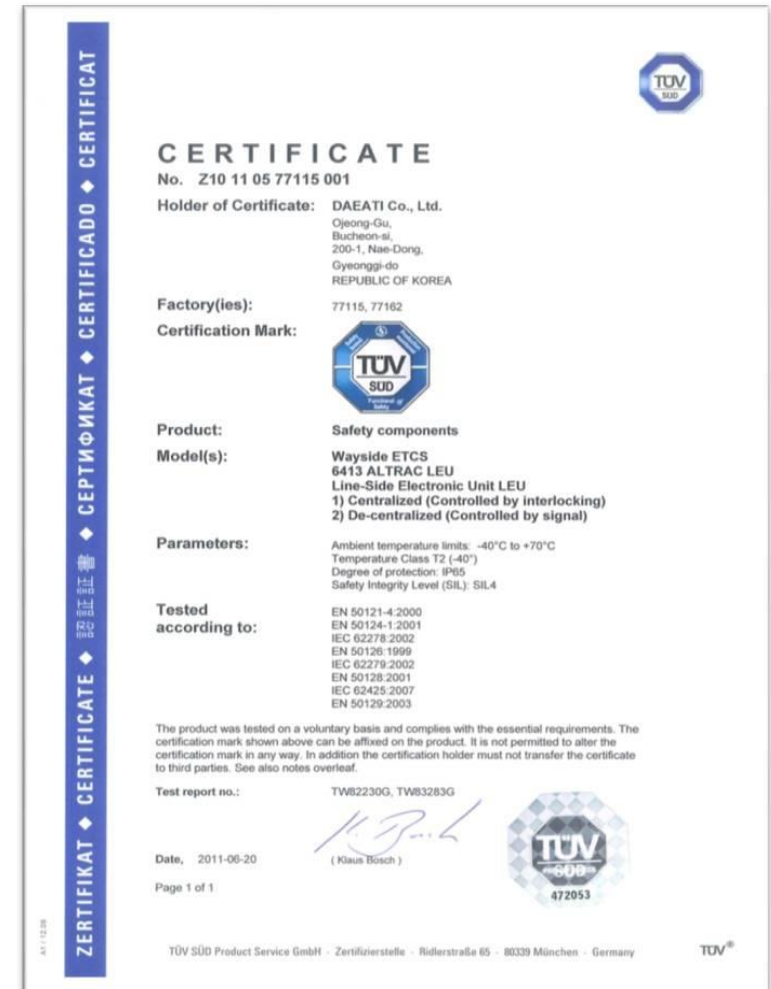 ZERTIFIKAT ◆ CERTIFICATE ◆ 認証証書 ◆ СЕРТИФИКАТ ◆ CERTIFICADO ◆ CERTIFICAT
TÜV
SÜD
CERTIFICATE
No. Z10 11 05 77115 001
Holder of Certificate: DAEATI Co., Ltd.
Ojeong-Gu,
Bucheon-si,
200-1, Nae-Dong,
Gyeonggi-do
REPUBLIC OF KOREA
Factory(ies): 77115, 77162
Certification Mark:
TÜV
SÜD
Functional
Safety
Product: Safety components
Model(s): Wayside ETCS
6413 ALTRAC LEU
Line-Side Electronic Unit LEU
1) Centralized (Controlled by interlocking)
2) De-centralized (Controlled by signal)
Parameters: Ambient temperature limits: -40°C to +70°C
Temperature Class T2 (-40°)
Degree of protection: IP65
Safety Integrity Level (SIL): SIL4
Tested
according to:
EN 50121-4:2000
EN 50124-1:2001
IEC 62278:2002
EN 50126:1999
IEC 62279:2002
EN 50128:2001
IEC 62425:2007
EN 50129:2003
The product was tested on a voluntary basis and complies with the essential requirements. The
certification mark shown above can be affixed on the product. It is not permitted to alter the
certification mark in any way. In addition the certification holder must not transfer the certificate
to third parties. See also notes overleaf.
Test report no.: TW82230G, TW83283G
Date, 2011-06-20
( Klaus Bosch )
Page 1 of 1
TÜV
SÜD
472053
A1 / 12.09
TÜV SÜD Product Service GmbH · Zertifizierstelle · Ridlerstraße 65 · 80339 München · Germany
TÜV®